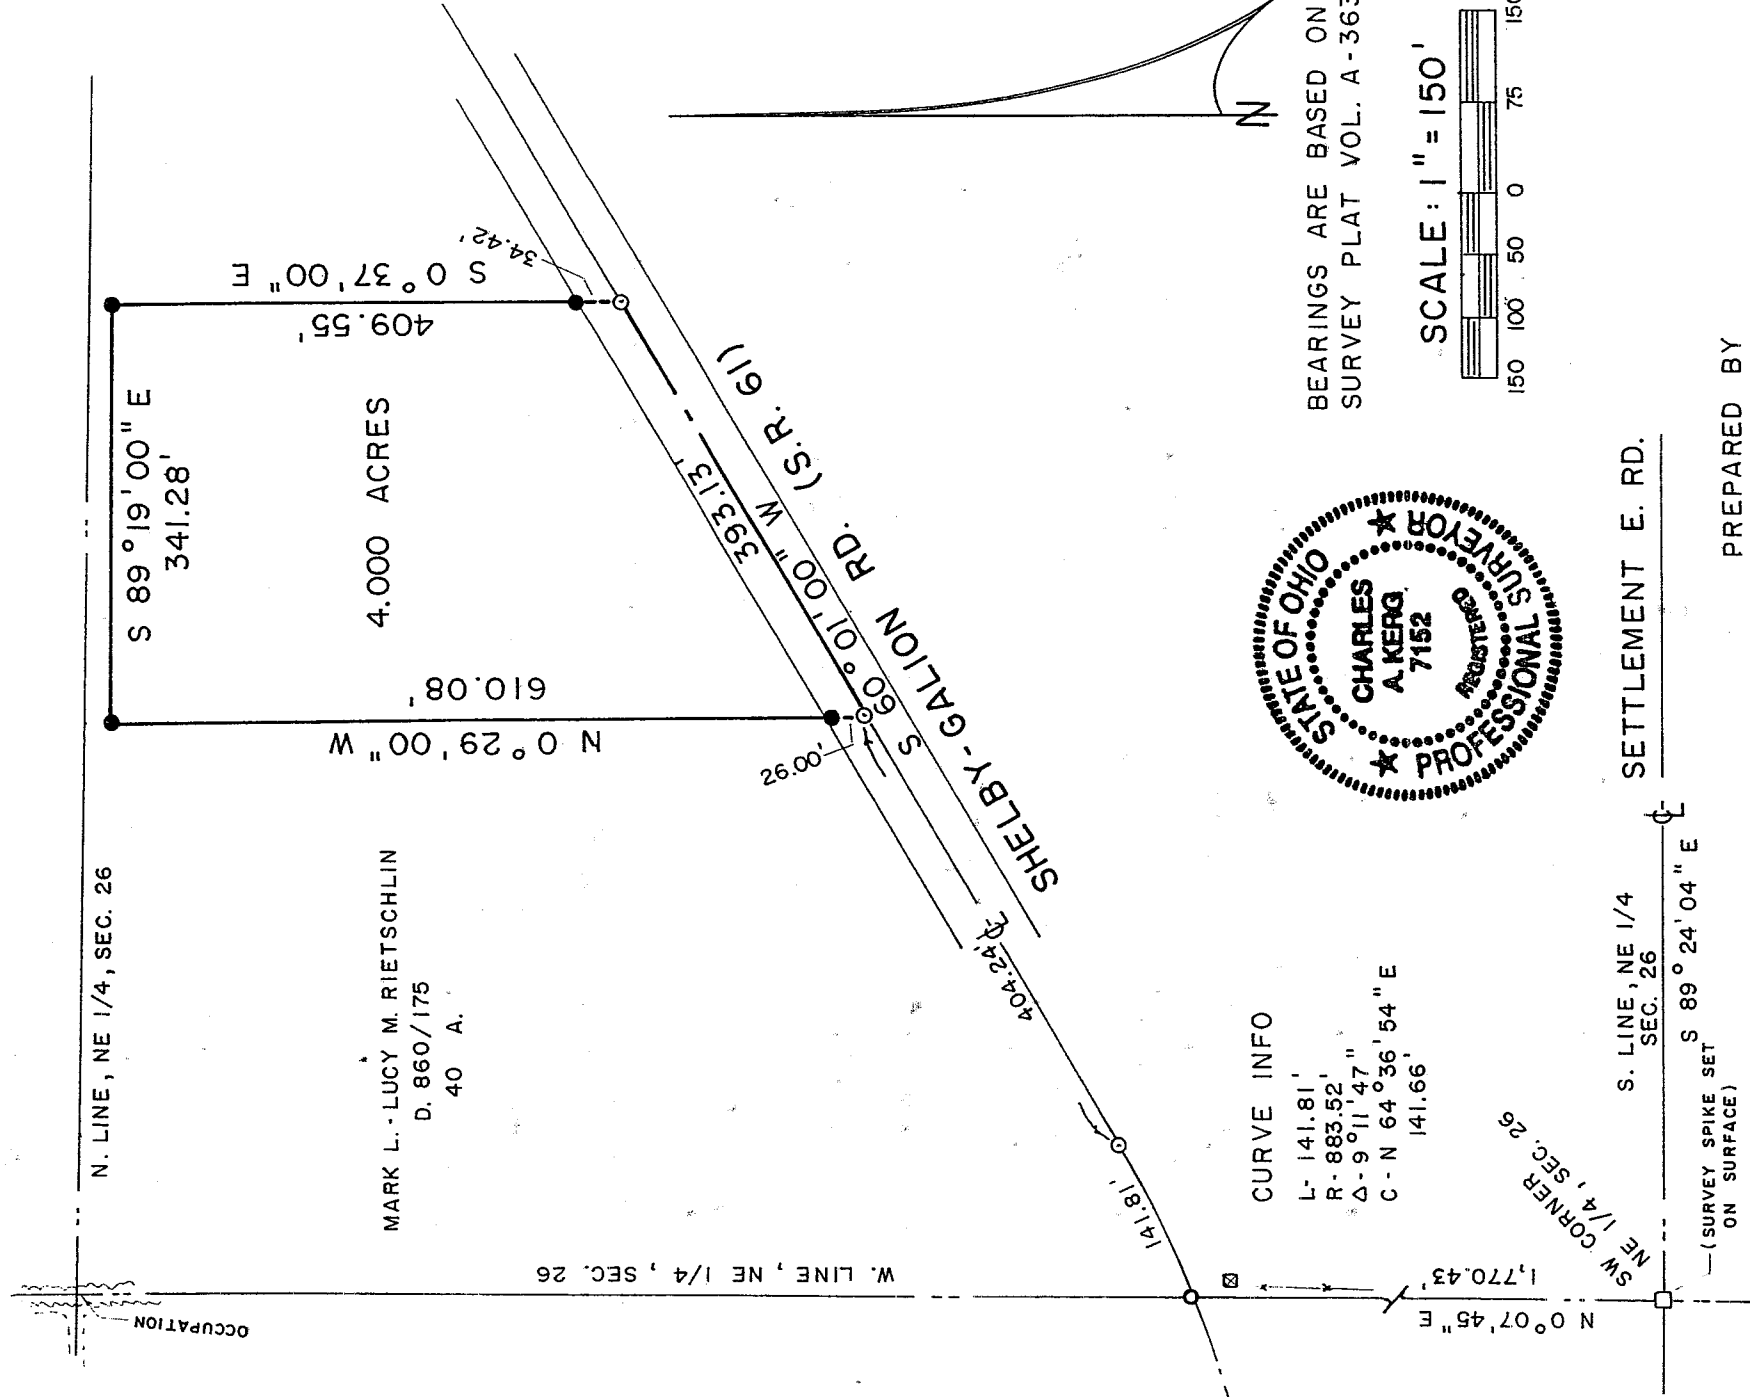 N. LINE, NE 1/4, SEC. 26
OCCUPATION
S 89°19'00" E
341.28'
4.000 ACRES
S 0°37'00" E
409.55'
34.42'
N 0°29'00" W
610.08'
26.00'
393.13'
S 60°01'00" W
SHELBY-GALION RD. (S.R. 61)
404.24' ℄
141.81'
MARK L. - LUCY M. RIETSCHLIN
D. 860/175
40 A.
W. LINE, NE 1/4, SEC. 26
CURVE INFO
L- 141.81'
R- 883.52'
Δ- 9°11'47"
C - N 64°36'54" E
141.66'
1,770.43'
N 0°07'45" E
SW CORNER
NE 1/4, SEC. 26
(SURVEY SPIKE SET
ON SURFACE)
S. LINE, NE 1/4
SEC. 26
S 89°24'04" E
℄
SETTLEMENT E. RD.
STATE OF OHIO
CHARLES
A. KERG
7152
REGISTERED
PROFESSIONAL SURVEYOR
N
BEARINGS ARE BASED ON
SURVEY PLAT VOL. A-363
SCALE: 1" = 150'
150 100 50 0 75 150
PREPARED BY